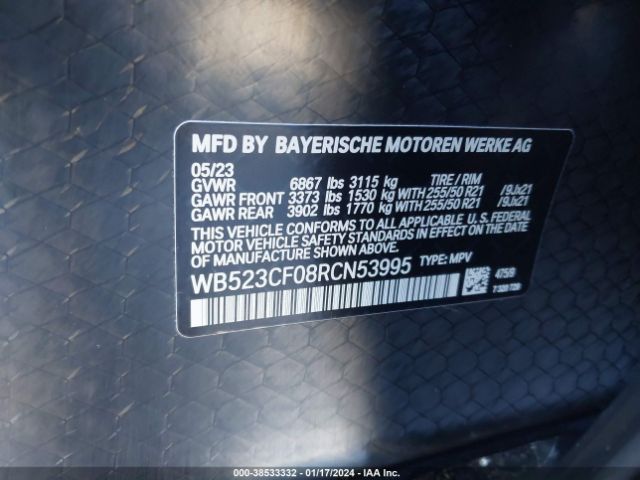 MFD BY BAYERISCHE MOTOREN WERKE AG
05/23
GVWR 6867 lbs 3115 kg TIRE / RIM
GAWR FRONT 3373 lbs 1530 kg WITH 255/50 R21 /9Jx21
GAWR REAR 3902 lbs 1770 kg WITH 255/50 R21 /9Jx21
THIS VEHICLE CONFORMS TO ALL APPLICABLE U. S. FEDERAL
MOTOR VEHICLE SAFETY STANDARDS IN EFFECT ON THE DATE
OF MANUFACTURE SHOWN ABOVE.
WB523CF08RCN53995 TYPE: MPV
000-38533332 - 01/17/2024 - IAA Inc.